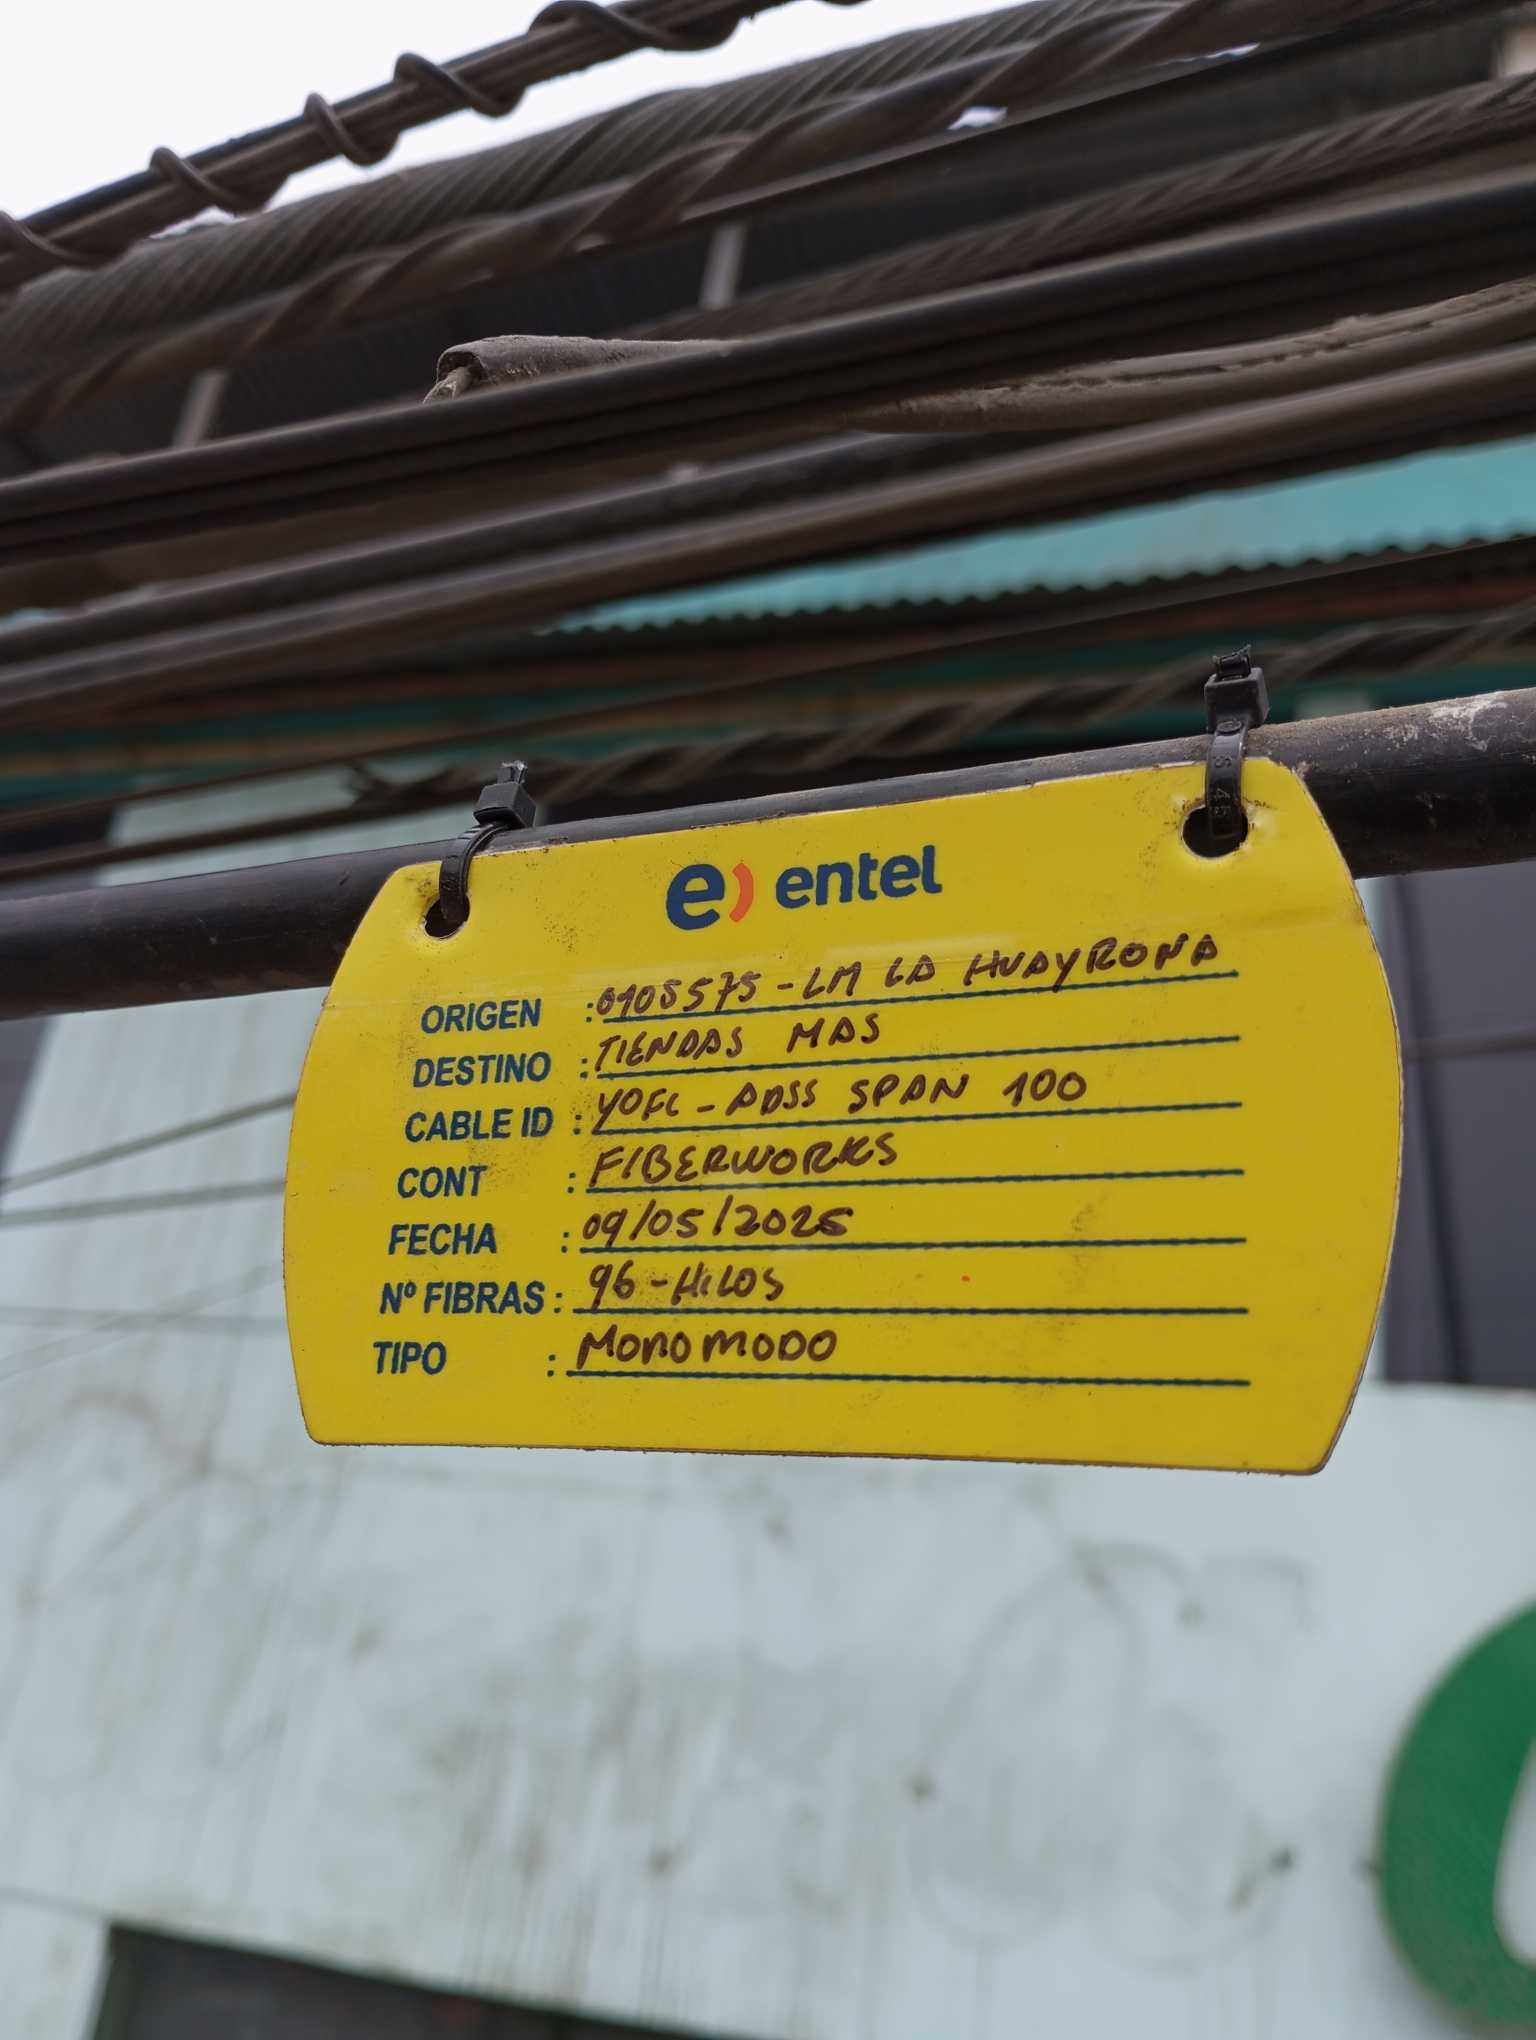 e) entel
ORIGEN : 0105575 - LM LA HUAYRONA
DESTINO : TIENDAS MAS
CABLE ID : YOFC - ADSS SPAN 100
CONT : FIBERWORKS
FECHA : 09/05/2025
Nº FIBRAS : 96 - HILOS
TIPO : MONOMODO